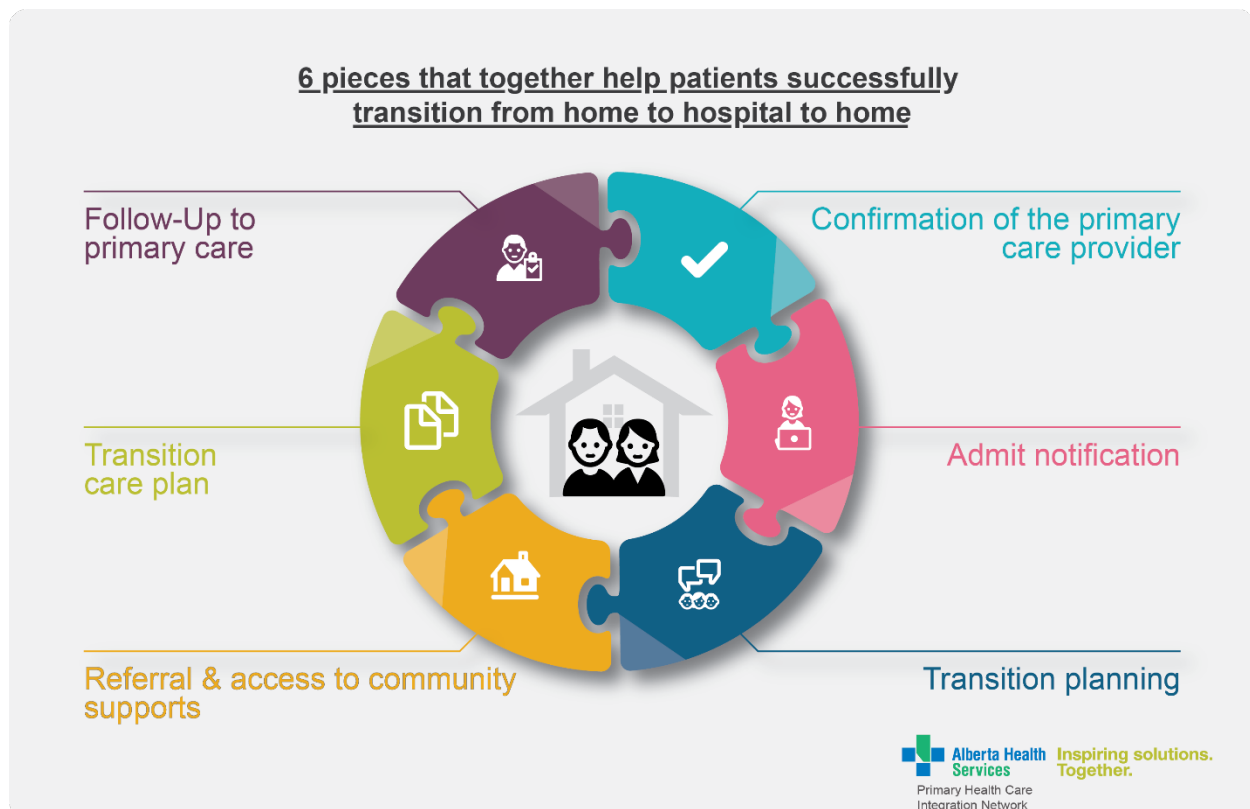 6 pieces that together help patients successfully
transition from home to hospital to home
Follow-Up to
primary care
Confirmation of the primary
care provider
Transition
care plan
Admit notification
Referral & access to community
supports
Transition planning
Alberta Health
Services
Inspiring solutions.
Together.
Primary Health Care
Integration Network